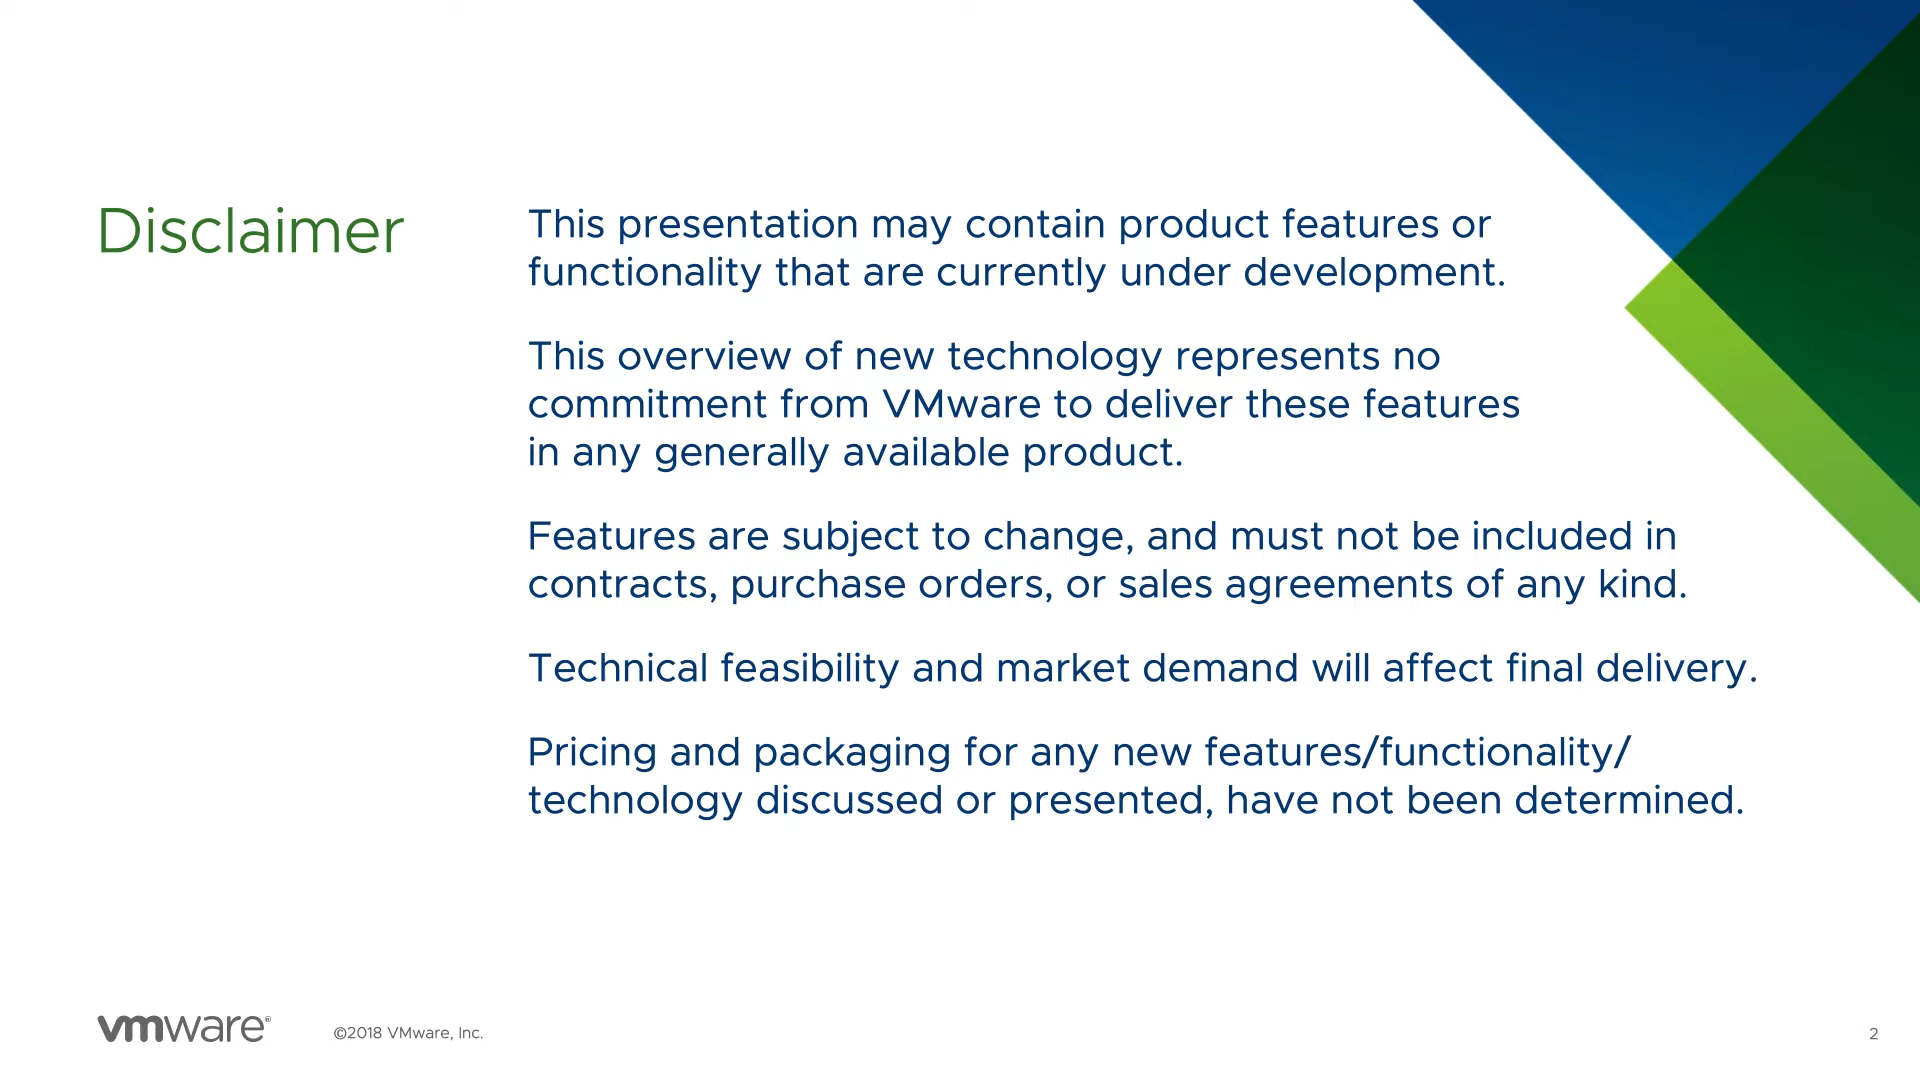 Disclaimer
This presentation may contain product features or
functionality that are currently under development.
This overview of new technology represents no
commitment from VMware to deliver these features
in any generally available product.
Features are subject to change, and must not be included in
contracts, purchase orders, or sales agreements of any kind.
Technical feasibility and market demand will affect final delivery.
Pricing and packaging for any new features/functionality/
technology discussed or presented, have not been determined.
vmware®
©2018 VMware, Inc.
2